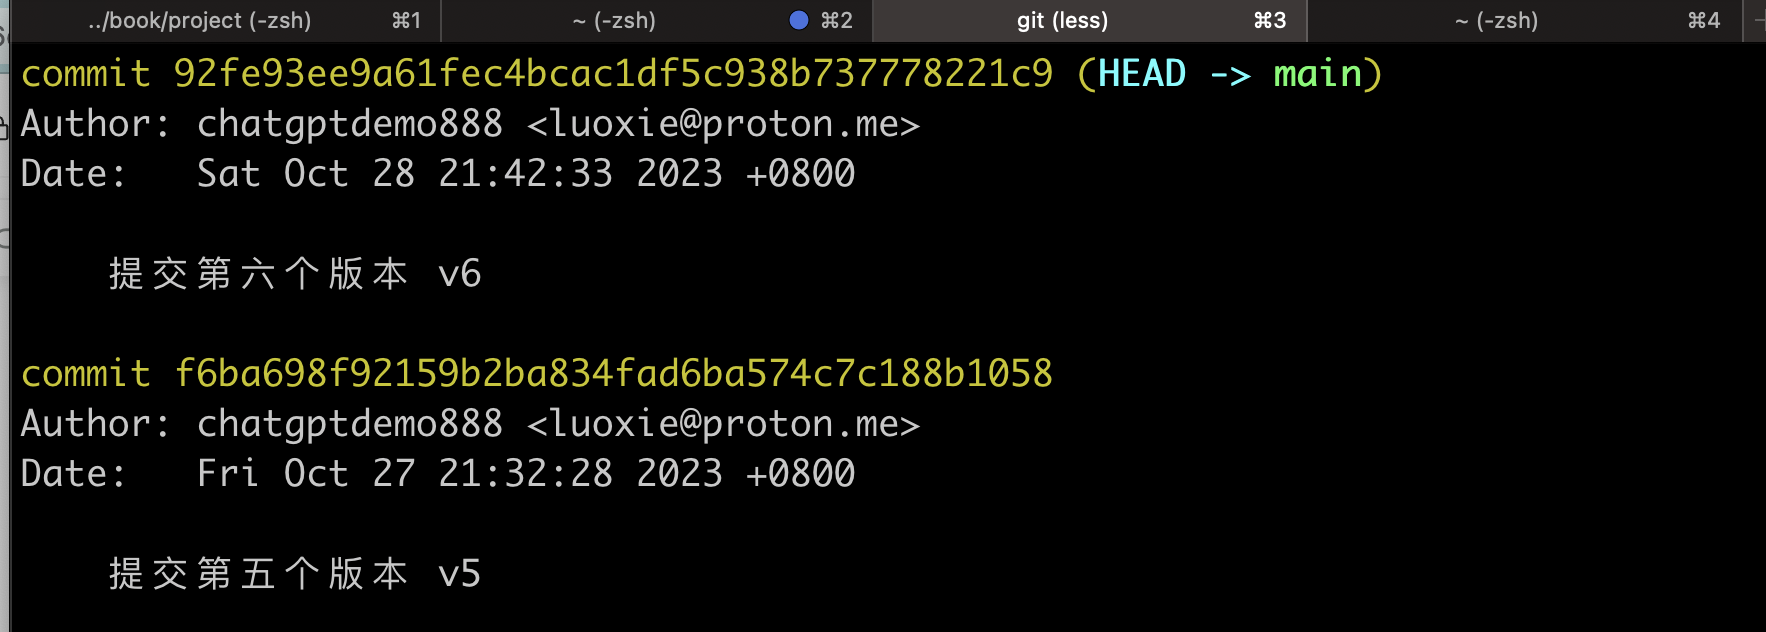 ../book/project (-zsh) ⌘1 ~ (-zsh) ⌘2 git (less) ⌘3 ~ (-zsh) ⌘4
commit 92fe93ee9a61fec4bcac1df5c938b737778221c9 (HEAD -> main)
Author: chatgptdemo888 <luoxie@proton.me>
Date:   Sat Oct 28 21:42:33 2023 +0800
提交第六个版本 v6
commit f6ba698f92159b2ba834fad6ba574c7c188b1058
Author: chatgptdemo888 <luoxie@proton.me>
Date:   Fri Oct 27 21:32:28 2023 +0800
提交第五个版本 v5